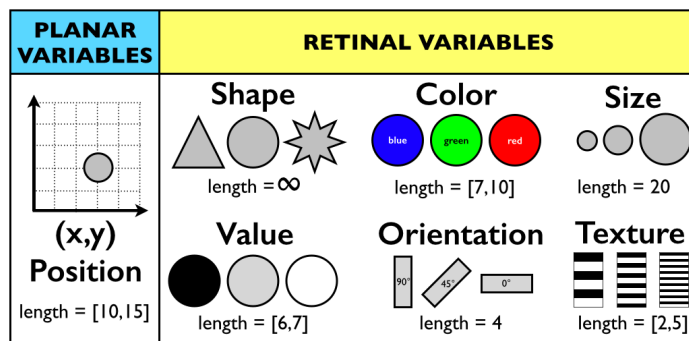 PLANAR
VARIABLES
RETINAL VARIABLES
(x,y)
Position
length = [10,15]
Shape
length = ∞
Color
blue
green
red
length = [7,10]
Size
length = 20
Value
length = [6,7]
Orientation
90°
45°
0°
length = 4
Texture
length = [2,5]